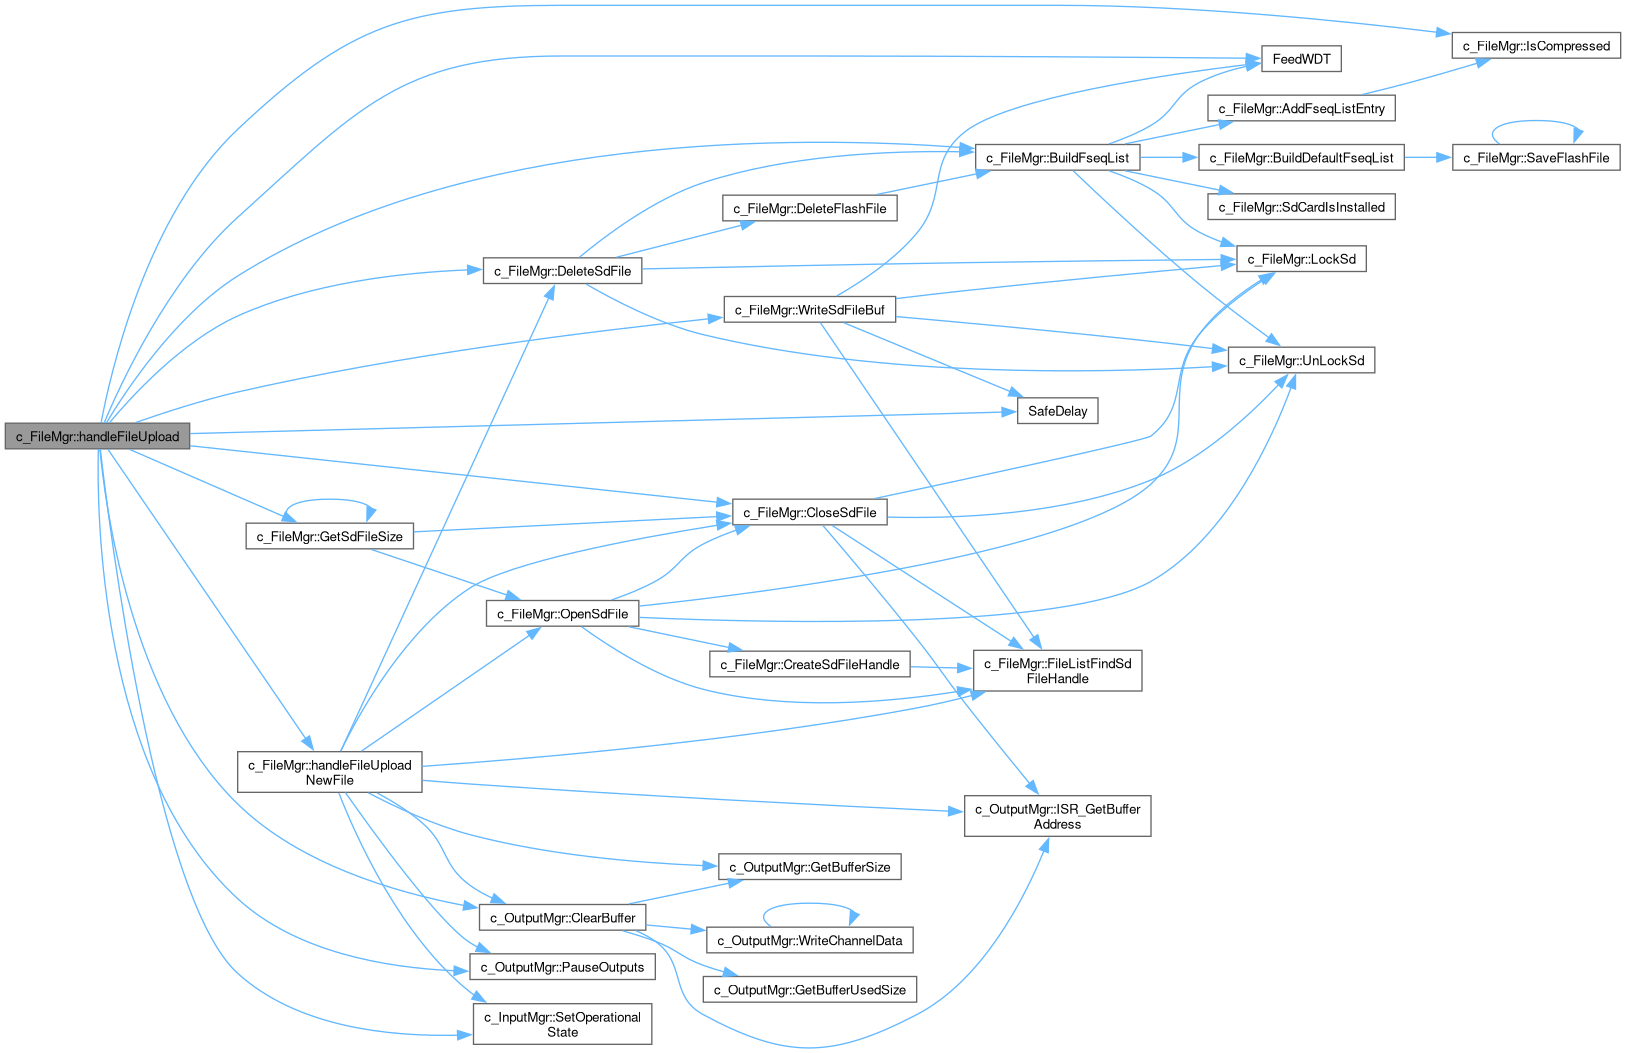 c_FileMgr::IsCompressed
FeedWDT
c_FileMgr::AddFseqListEntry
c_FileMgr::BuildFseqList
c_FileMgr::BuildDefaultFseqList
c_FileMgr::SaveFlashFile
c_FileMgr::DeleteFlashFile
c_FileMgr::SdCardIsInstalled
c_FileMgr::DeleteSdFile
c_FileMgr::LockSd
c_FileMgr::WriteSdFileBuf
c_FileMgr::UnLockSd
SafeDelay
c_FileMgr::handleFileUpload
c_FileMgr::CloseSdFile
c_FileMgr::GetSdFileSize
c_FileMgr::OpenSdFile
c_FileMgr::CreateSdFileHandle
c_FileMgr::FileListFindSd
FileHandle
c_FileMgr::handleFileUpload
NewFile
c_OutputMgr::ISR_GetBuffer
Address
c_OutputMgr::GetBufferSize
c_OutputMgr::ClearBuffer
c_OutputMgr::WriteChannelData
c_OutputMgr::PauseOutputs
c_OutputMgr::GetBufferUsedSize
c_InputMgr::SetOperational
State